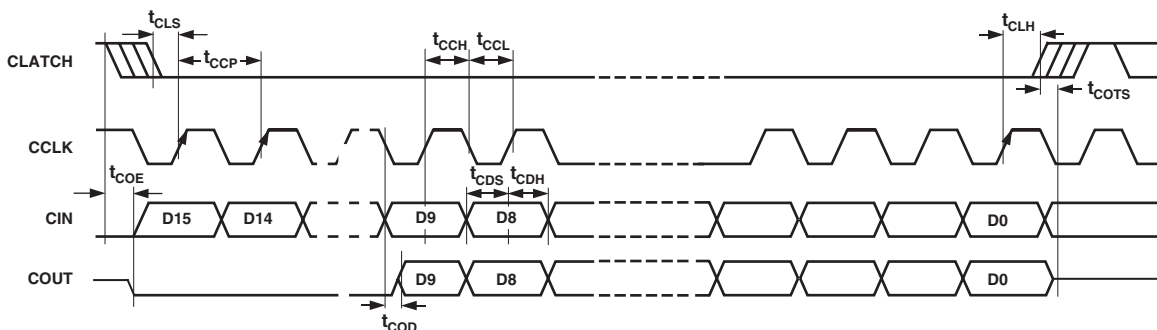 tCLS
tCCH tCCL
tCLH
CLATCH
tCCP
tCOTS
CCLK
tCOE
tCDS tCDH
CIN D15 D14 D9 D8 D0
COUT D9 D8 D0
tCOD